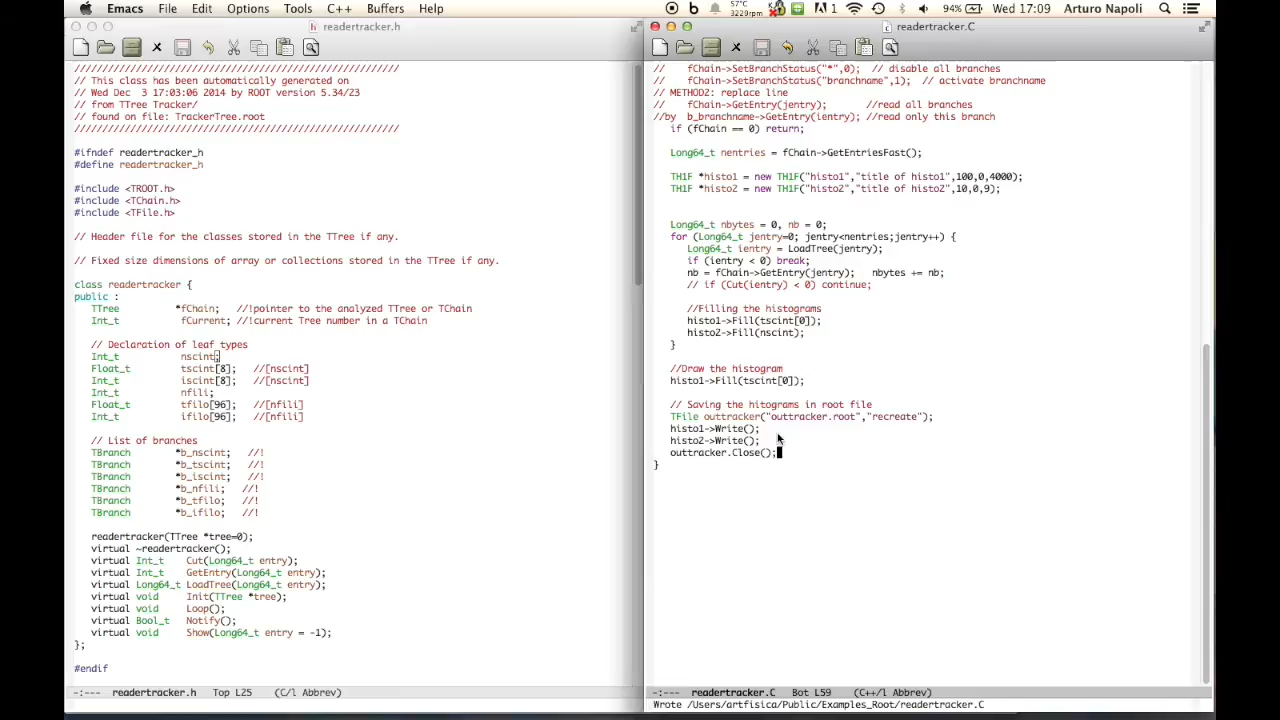 Emacs File Edit Options Tools C++ Buffers Help 57°C 3229rpm 1 94% Wed 17:09 Arturo Napoli
readertracker.h
////////////////////////////////////////////////////////// 
// This class has been automatically generated on
// Wed Dec  3 17:03:06 2014 by ROOT version 5.34/23
// from TTree Tracker/
// found on file: TrackerTree.root
//////////////////////////////////////////////////////////
#ifndef readertracker_h
#define readertracker_h
#include <TROOT.h>
#include <TChain.h>
#include <TFile.h>
// Header file for the classes stored in the TTree if any.
// Fixed size dimensions of array or collections stored in the TTree if any.
class readertracker {
public :
TTree *fChain; //!pointer to the analyzed TTree or TChain
Int_t fCurrent; //!current Tree number in a TChain
// Declaration of leaf types
Int_t nscint;
Float_t tscint[8]; //[nscint]
Int_t iscint[8]; //[nscint]
Int_t nfili;
Float_t tfilo[96]; //[nfili]
Int_t ifilo[96]; //[nfili]
// List of branches
TBranch *b_nscint; //!
TBranch *b_tscint; //!
TBranch *b_iscint; //!
TBranch *b_nfili; //!
TBranch *b_tfilo; //!
TBranch *b_ifilo; //!
readertracker(TTree *tree=0);
virtual ~readertracker();
virtual Int_t Cut(Long64_t entry);
virtual Int_t GetEntry(Long64_t entry);
virtual Long64_t LoadTree(Long64_t entry);
virtual void Init(TTree *tree);
virtual void Loop();
virtual Bool_t Notify();
virtual void Show(Long64_t entry = -1);
};
#endif
-:--- readertracker.h Top L25 (C/l Abbrev)
readertracker.C
// fChain->SetBranchStatus("*",0); // disable all branches
// fChain->SetBranchStatus("branchname",1); // activate branchname
// METHOD2: replace line
// fChain->GetEntry(jentry); //read all branches
//by b_branchname->GetEntry(ientry); //read only this branch
if (fChain == 0) return;
Long64_t nentries = fChain->GetEntriesFast();
TH1F *histo1 = new TH1F("histo1","title of histo1",100,0,4000);
TH1F *histo2 = new TH1F("histo2","title of histo2",10,0,9);
Long64_t nbytes = 0, nb = 0;
for (Long64_t jentry=0; jentry<nentries;jentry++) {
Long64_t ientry = LoadTree(jentry);
if (ientry < 0) break;
nb = fChain->GetEntry(jentry); nbytes += nb;
// if (Cut(ientry) < 0) continue;
//Filling the histograms
histo1->Fill(tscint[0]);
histo2->Fill(nscint);
}
//Draw the histogram
histo1->Fill(tscint[0]);
// Saving the hitograms in root file
TFile outtracker("outtracker.root","recreate");
histo1->Write();
histo2->Write();
outtracker.Close();
}
-:--- readertracker.C Bot L59 (C++/l Abbrev)
Wrote /Users/artfisica/Public/Examples_Root/readertracker.C